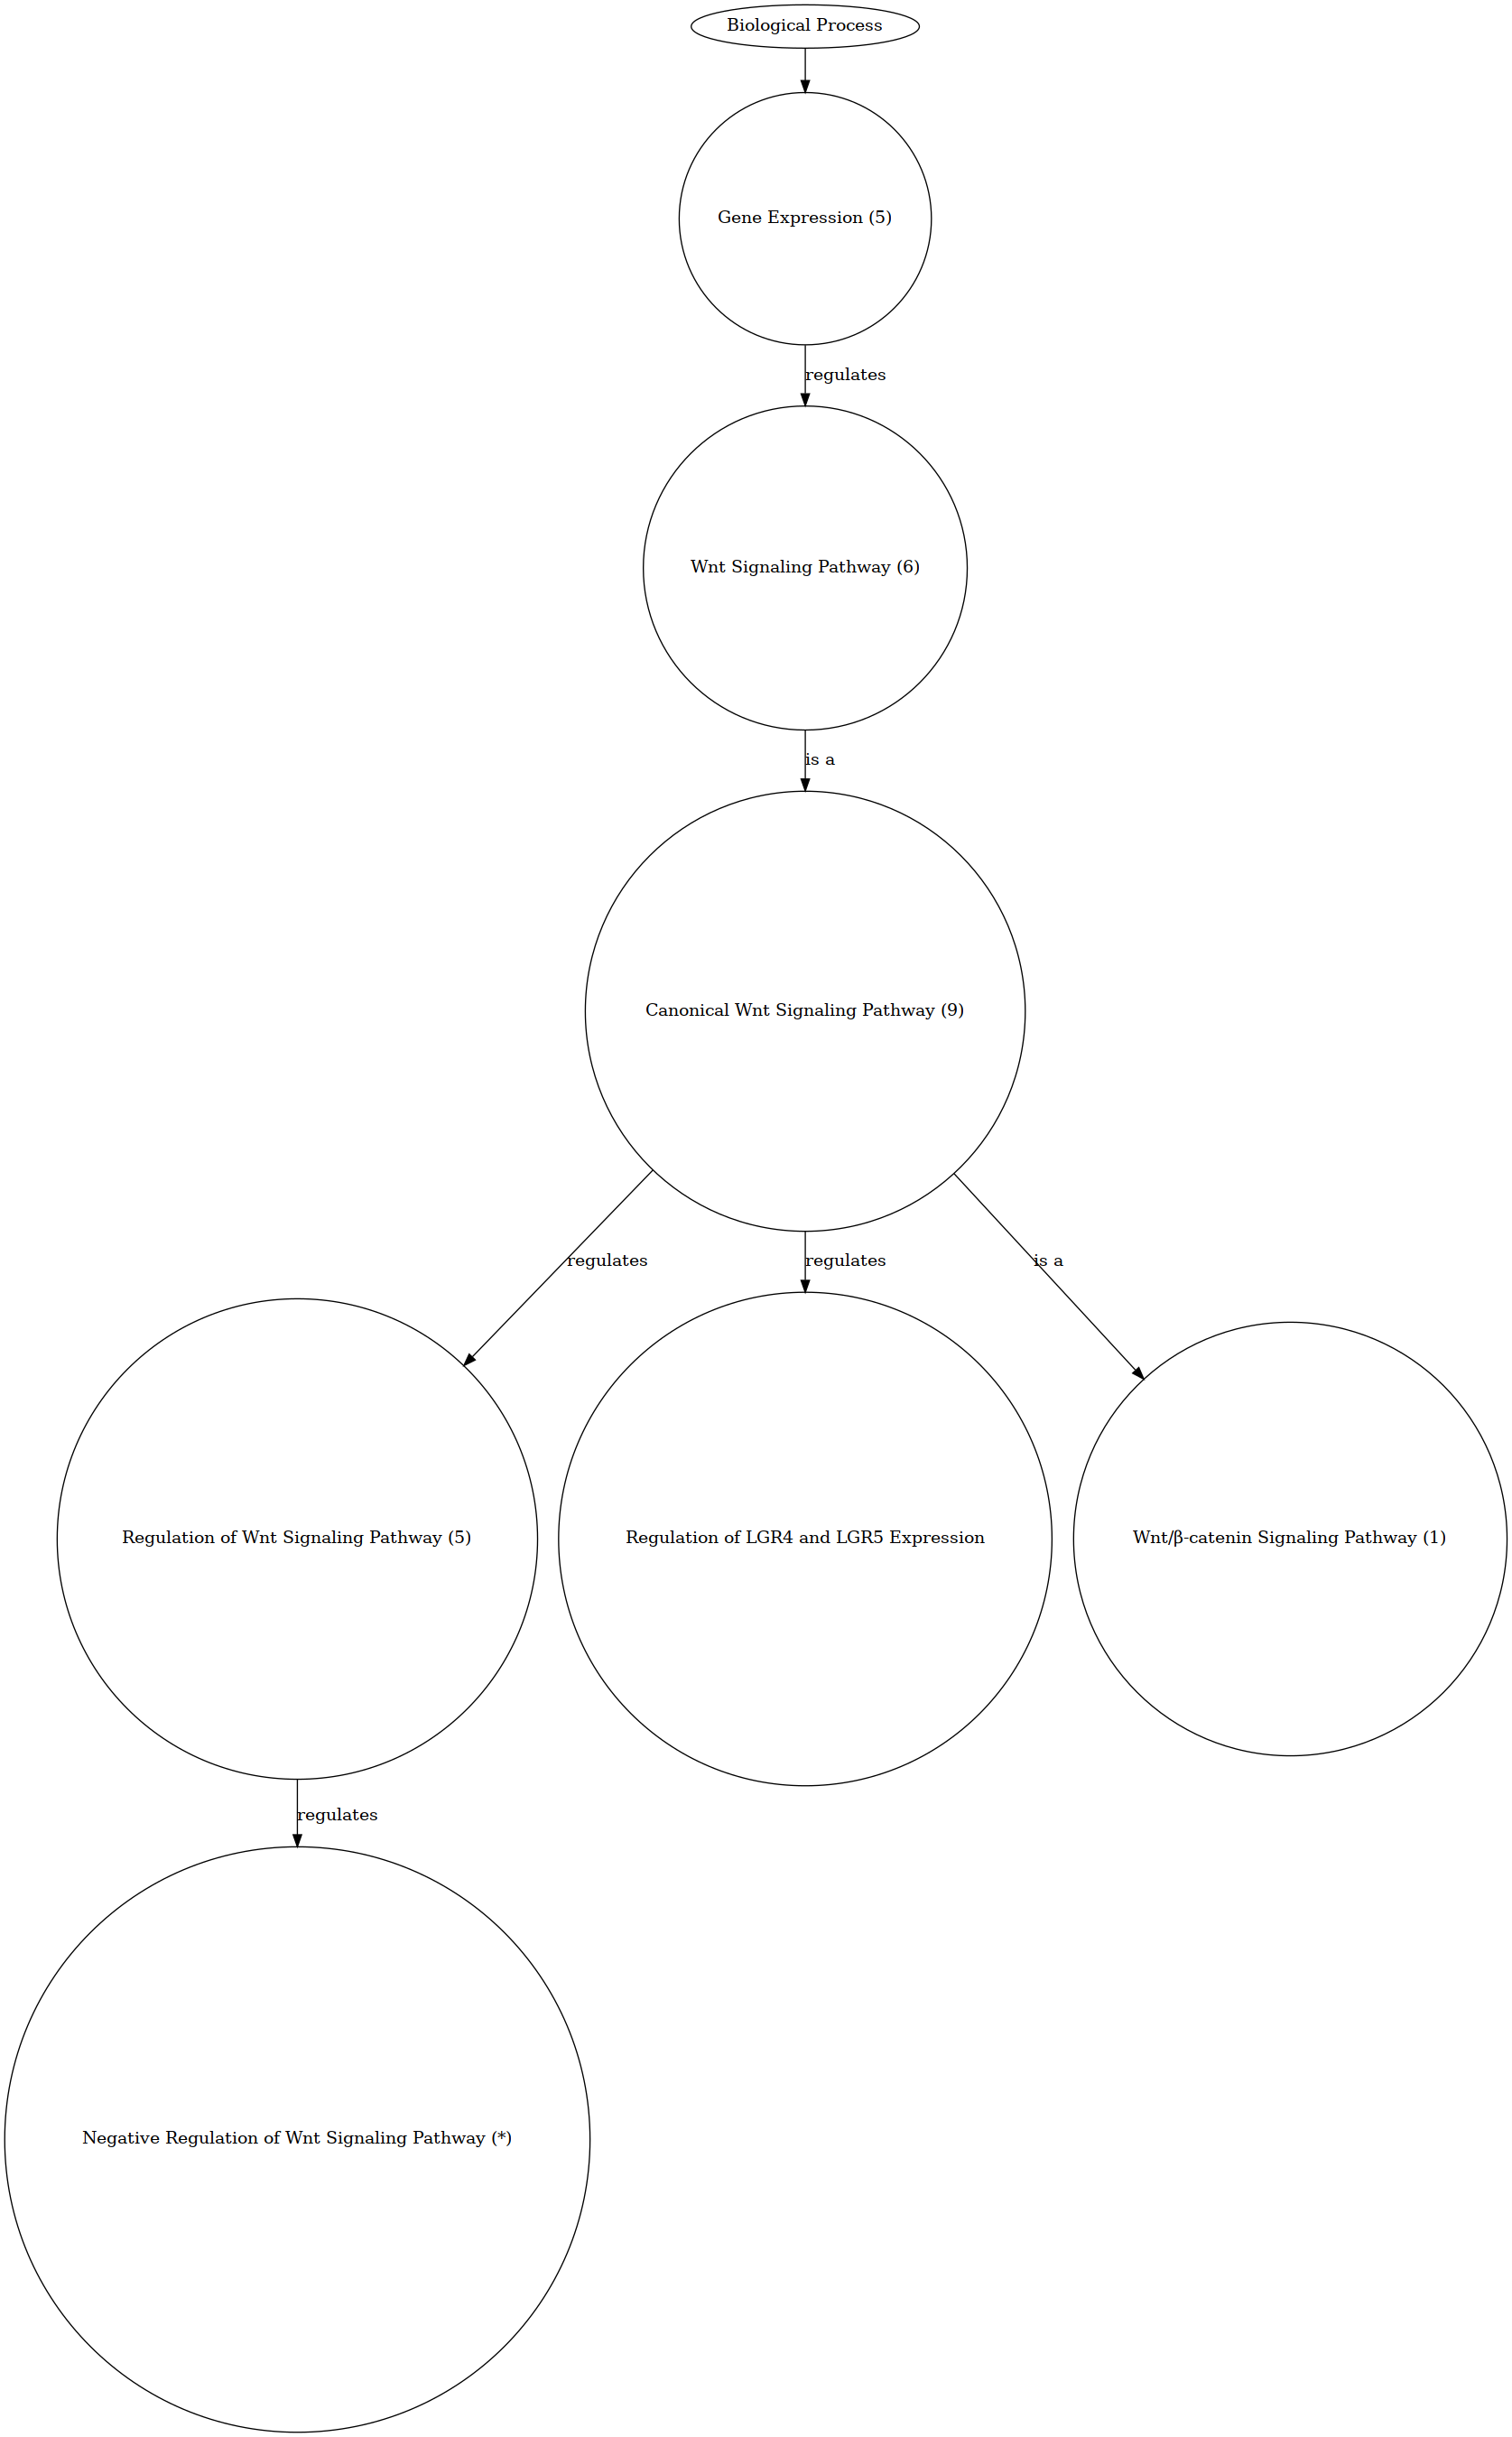 Biological Process
Gene Expression (5)
regulates
Wnt Signaling Pathway (6)
is a
Canonical Wnt Signaling Pathway (9)
regulates
regulates
is a
Regulation of Wnt Signaling Pathway (5)
Regulation of LGR4 and LGR5 Expression
Wnt/β-catenin Signaling Pathway (1)
regulates
Negative Regulation of Wnt Signaling Pathway (*)